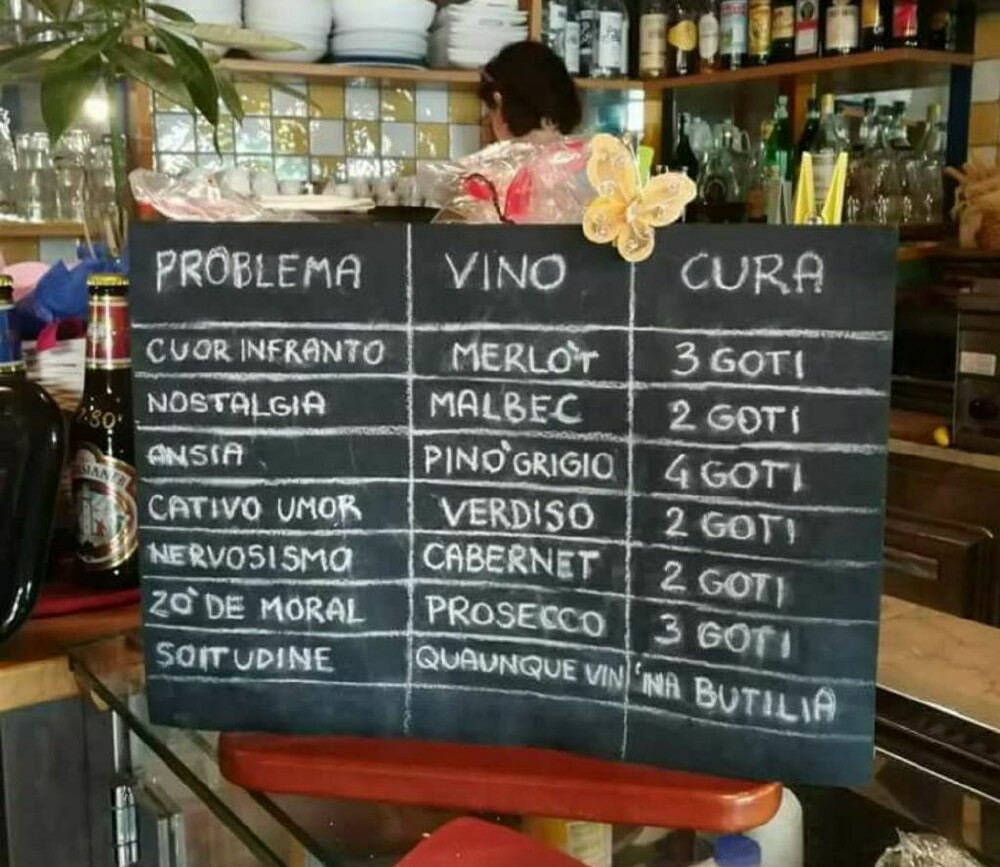 PROBLEMA VINO CURA
CUOR INFRANTO MERLO'T 3 GOTI
NOSTALGIA MALBEC 2 GOTI
ANSIA PINO'GRIGIO 4 GOTI
CATIVO UMOR VERDISO 2 GOTI
NERVOSISMO CABERNET 2 GOTI
ZO'DE MORAL PROSECCO 3 GOTI
SOITUDINE QUAUNQUE VIN 'NA BUTILIA